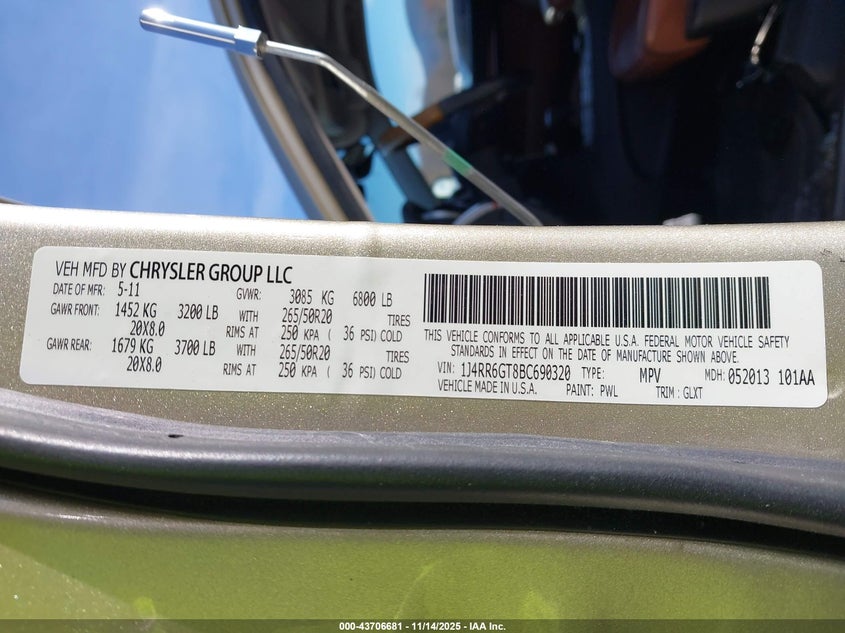 VEH MFD BY CHRYSLER GROUP LLC
DATE OF MFR: 5-11 GVWR: 3085 KG 6800 LB
GAWR FRONT: 1452 KG 3200 LB WITH 265/50R20 TIRES
20X8.0 RIMS AT 250 KPA ( 36 PSI) COLD
GAWR REAR: 1679 KG 3700 LB WITH 265/50R20 TIRES
20X8.0 RIMS AT 250 KPA ( 36 PSI) COLD
THIS VEHICLE CONFORMS TO ALL APPLICABLE U.S.A. FEDERAL MOTOR VEHICLE SAFETY
STANDARDS IN EFFECT ON THE DATE OF MANUFACTURE SHOWN ABOVE.
VIN: 1J4RR6GT8BC690320 TYPE: MPV MDH: 052013 101AA
VEHICLE MADE IN U.S.A. PAINT: PWL TRIM: GLXT
000-43706681 - 11/14/2025 - IAA Inc.